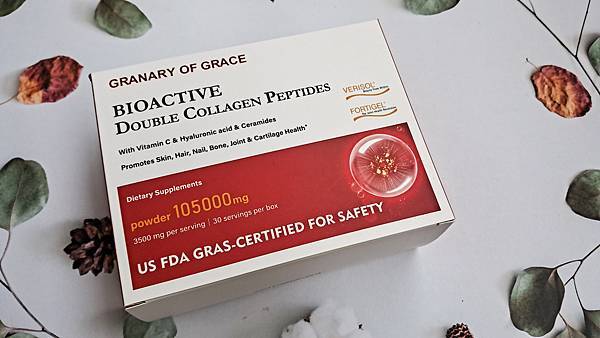 GRANARY OF GRACE
BIOACTIVE
DOUBLE COLLAGEN PEPTIDES
With Vitamin C & Hyaluronic acid & Ceramides
Promotes Skin, Hair, Nail, Bone, Joint & Cartilage Health*
VERISOL®
FORTIGEL®
Dietary Supplements
powder 105000mg
3500 mg per serving | 30 servings per box
US FDA GRAS-CERTIFIED FOR SAFETY